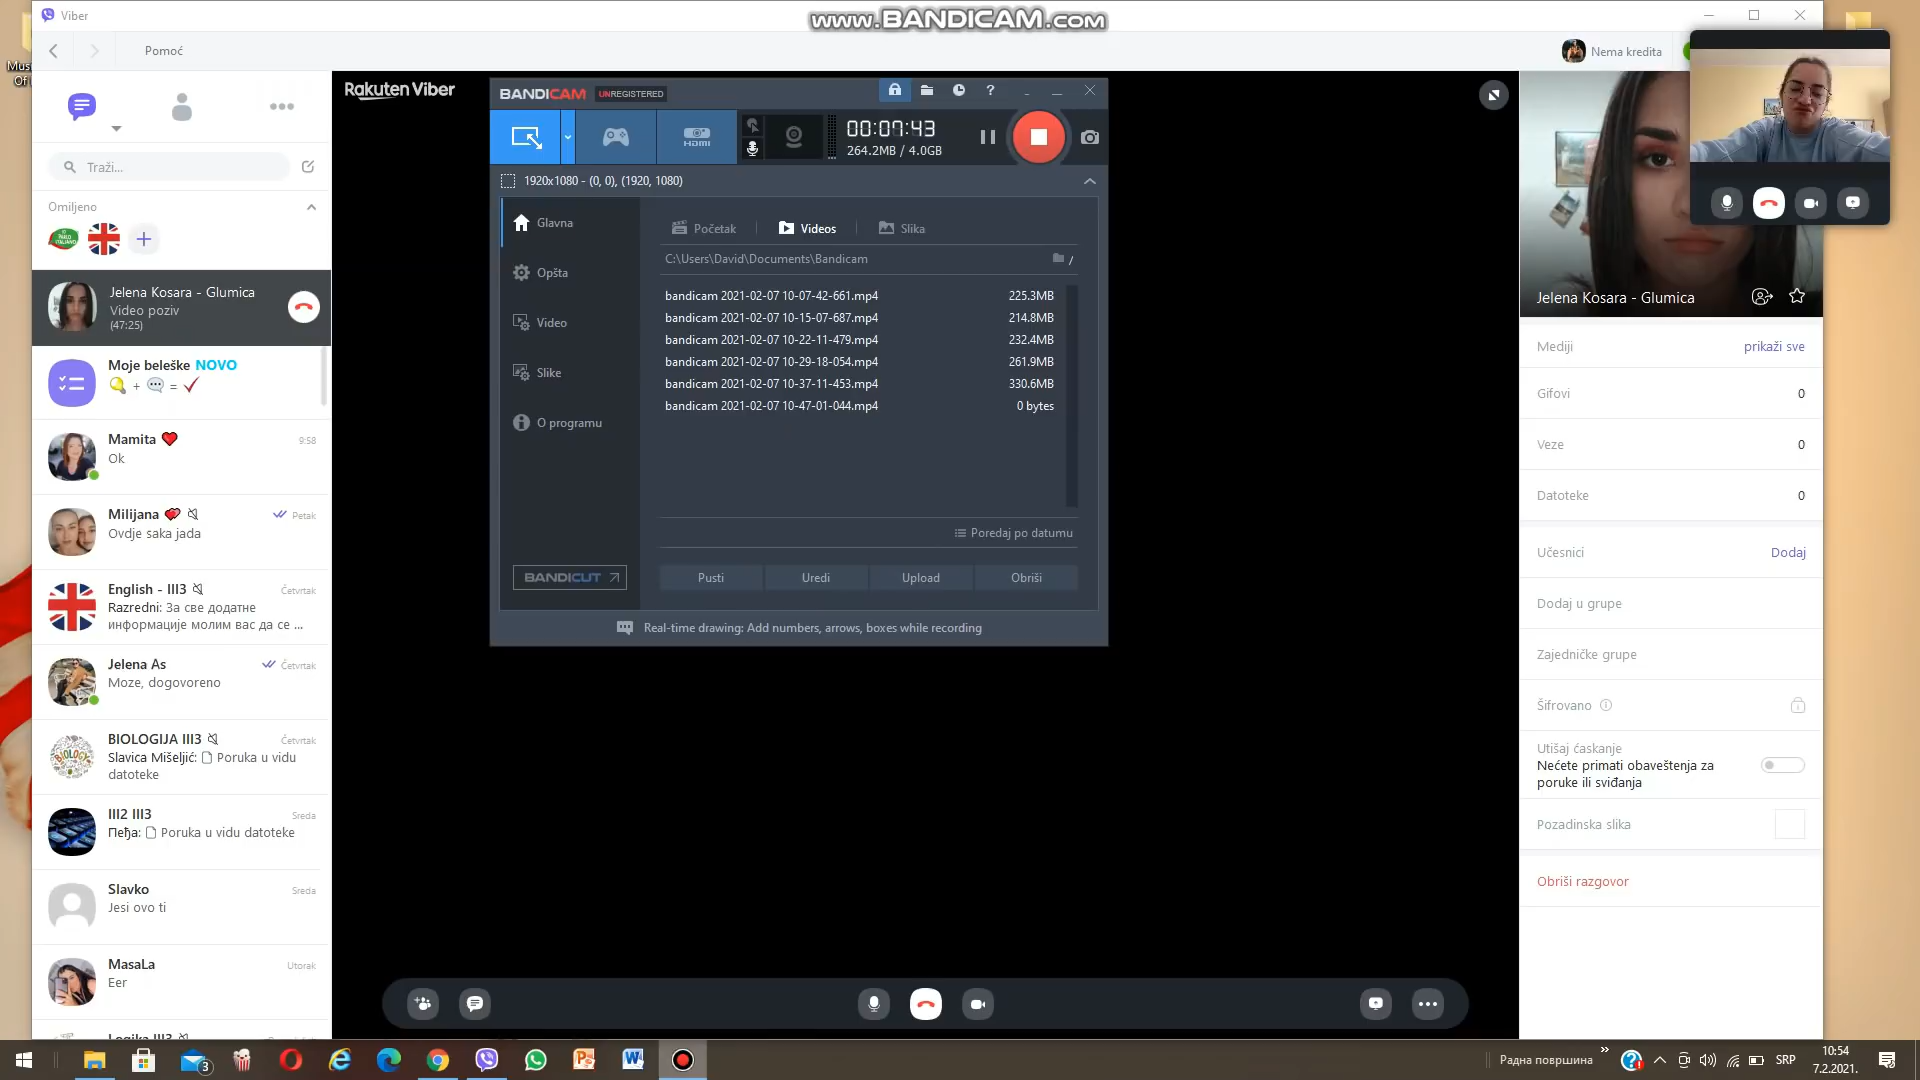 Viber
www.BANDICAM.com
Pomoć
Nema kredita
Mus
Of
Rakuten Viber
BANDICAM UNREGISTERED
?
HDMI
00:07:43
264.2MB / 4.0GB
1920x1080 - (0, 0), (1920, 1080)
Glavna
Opšta
Video
Slike
O programu
BANDICUT
Početak
Videos
Slika
C:\Users\David\Documents\Bandicam
/
bandicam 2021-02-07 10-07-42-661.mp4 225.3MB
bandicam 2021-02-07 10-15-07-687.mp4 214.8MB
bandicam 2021-02-07 10-22-11-479.mp4 232.4MB
bandicam 2021-02-07 10-29-18-054.mp4 261.9MB
bandicam 2021-02-07 10-37-11-453.mp4 330.6MB
bandicam 2021-02-07 10-47-01-044.mp4 0 bytes
Poredaj po datumu
Pusti Uredi Upload Obriši
Real-time drawing: Add numbers, arrows, boxes while recording
Traži...
Omiljeno
Jelena Kosara - Glumica
Video poziv
(47:25)
Moje beleške NOVO
+ =
Mamita 9:58
Ok
Milijana Petak
Ovdje saka jada
English - III3 Četvrtak
Razredni: За све додатне
информације молим вас да се ...
Jelena As Četvrtak
Moze, dogovoreno
BIOLOGIJA III3 Četvrtak
Slavica Mišeljić: Poruka u vidu
datoteke
III2 III3 Sreda
Пеђа: Poruka u vidu datoteke
Slavko Sreda
Jesi ovo ti
MasaLa Utorak
Eer
Logika III3
Jelena Kosara - Glumica
Mediji prikaži sve
Gifovi 0
Veze 0
Datoteke 0
Učesnici Dodaj
Dodaj u grupe
Zajedničke grupe
Šifrovano
Utišaj ćaskanje
Nećete primati obaveštenja za
poruke ili sviđanja
Pozadinska slika
Obriši razgovor
3
Радна површина
SRP
10:54
7.2.2021.